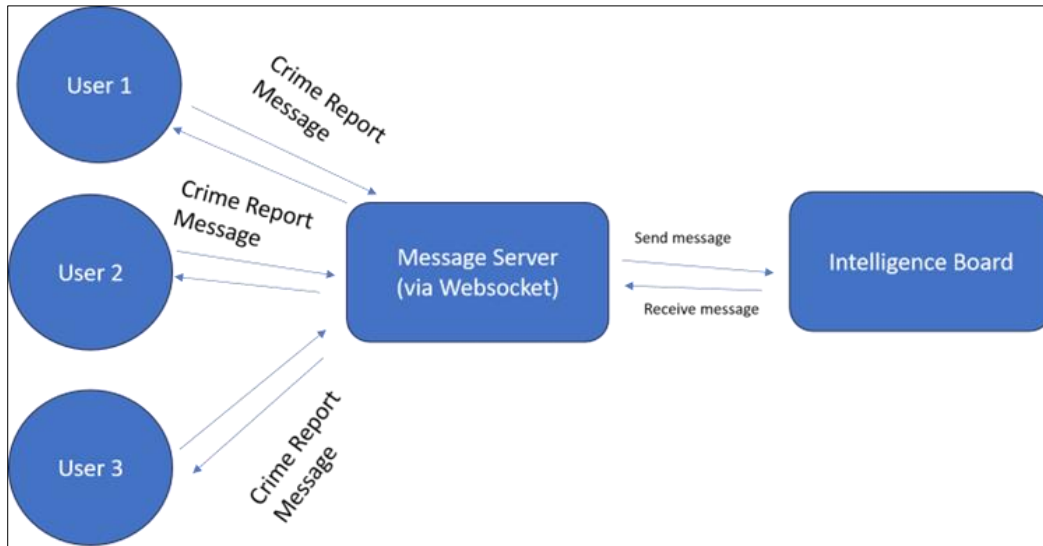 User 1
Crime Report
Message
Crime Report
Message
User 2
Message Server
(via Websocket)
Send message
Receive message
Intelligence Board
User 3
Crime Report
Message